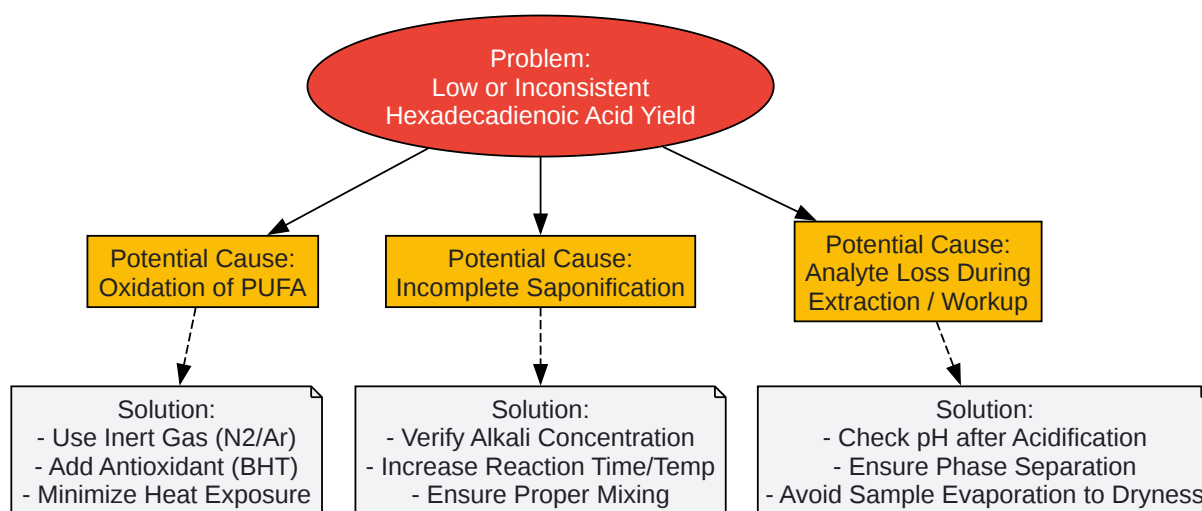 Problem:
Low or Inconsistent
Hexadecadienoic Acid Yield
Potential Cause:
Oxidation of PUFA
Potential Cause:
Incomplete Saponification
Potential Cause:
Analyte Loss During
Extraction / Workup
Solution:
- Use Inert Gas (N2/Ar)
- Add Antioxidant (BHT)
- Minimize Heat Exposure
Solution:
- Verify Alkali Concentration
- Increase Reaction Time/Temp
- Ensure Proper Mixing
Solution:
- Check pH after Acidification
- Ensure Phase Separation
- Avoid Sample Evaporation to Dryness